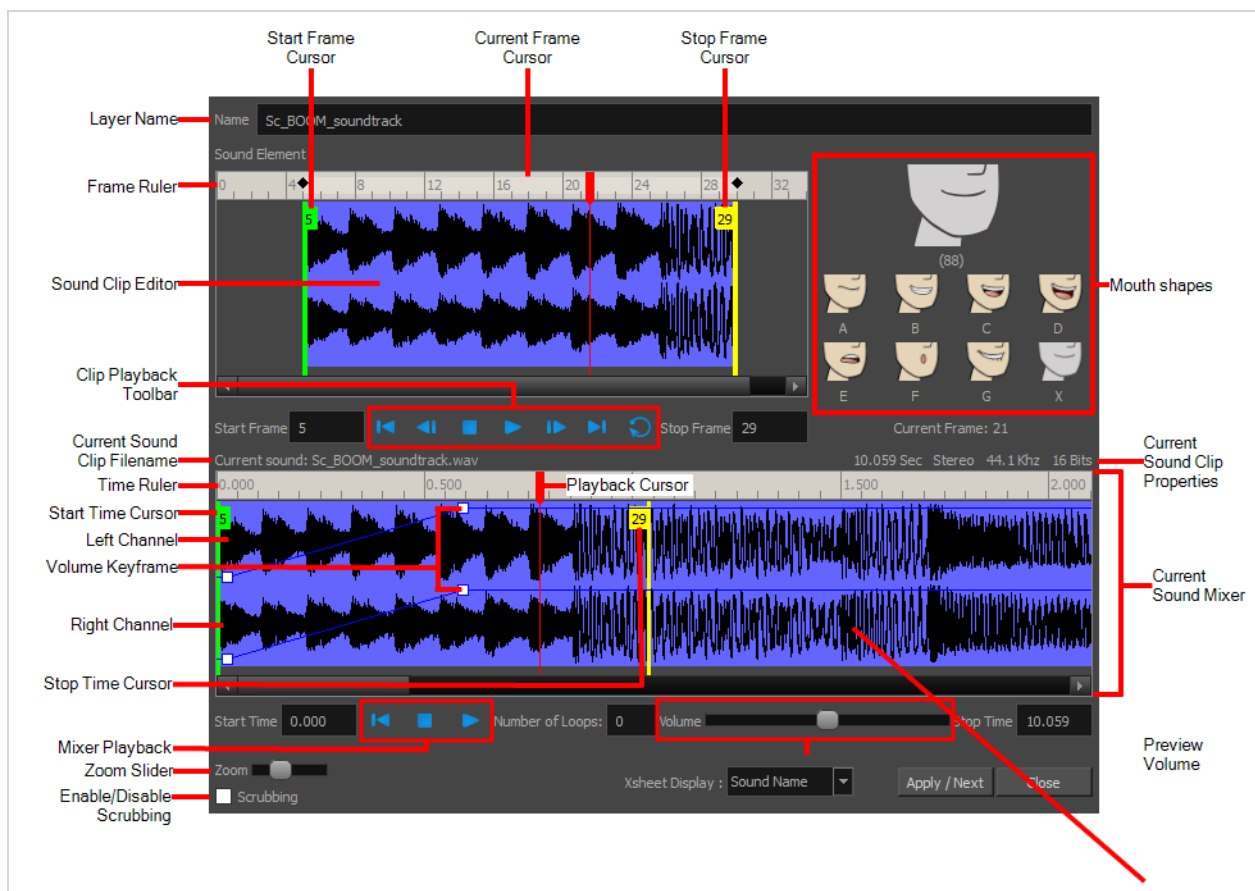 Start Frame
Cursor
Current Frame
Cursor
Stop Frame
Cursor
Layer Name
Name Sc_BOOM_soundtrack
Sound Element
Frame Ruler
0 4 8 12 16 20 24 28 32
5
29
Sound Clip Editor
(88)
A B C D
E F G X
Mouth shapes
Clip Playback
Toolbar
Start Frame 5
Stop Frame 29
Current Frame: 21
Current Sound
Clip Filename
Current sound: Sc_BOOM_soundtrack.wav
10.059 Sec Stereo 44.1 Khz 16 Bits
Current
Sound Clip
Properties
Time Ruler
0.000 0.500 1.500 2.000
Playback Cursor
Start Time Cursor
5
29
Left Channel
Volume Keyframe
Right Channel
Current
Sound Mixer
Stop Time Cursor
Start Time 0.000
Number of Loops: 0
Volume
Stop Time 10.059
Mixer Playback
Preview
Volume
Zoom Slider
Zoom
Xsheet Display : Sound Name
Apply / Next
Close
Enable/Disable
Scrubbing
Scrubbing